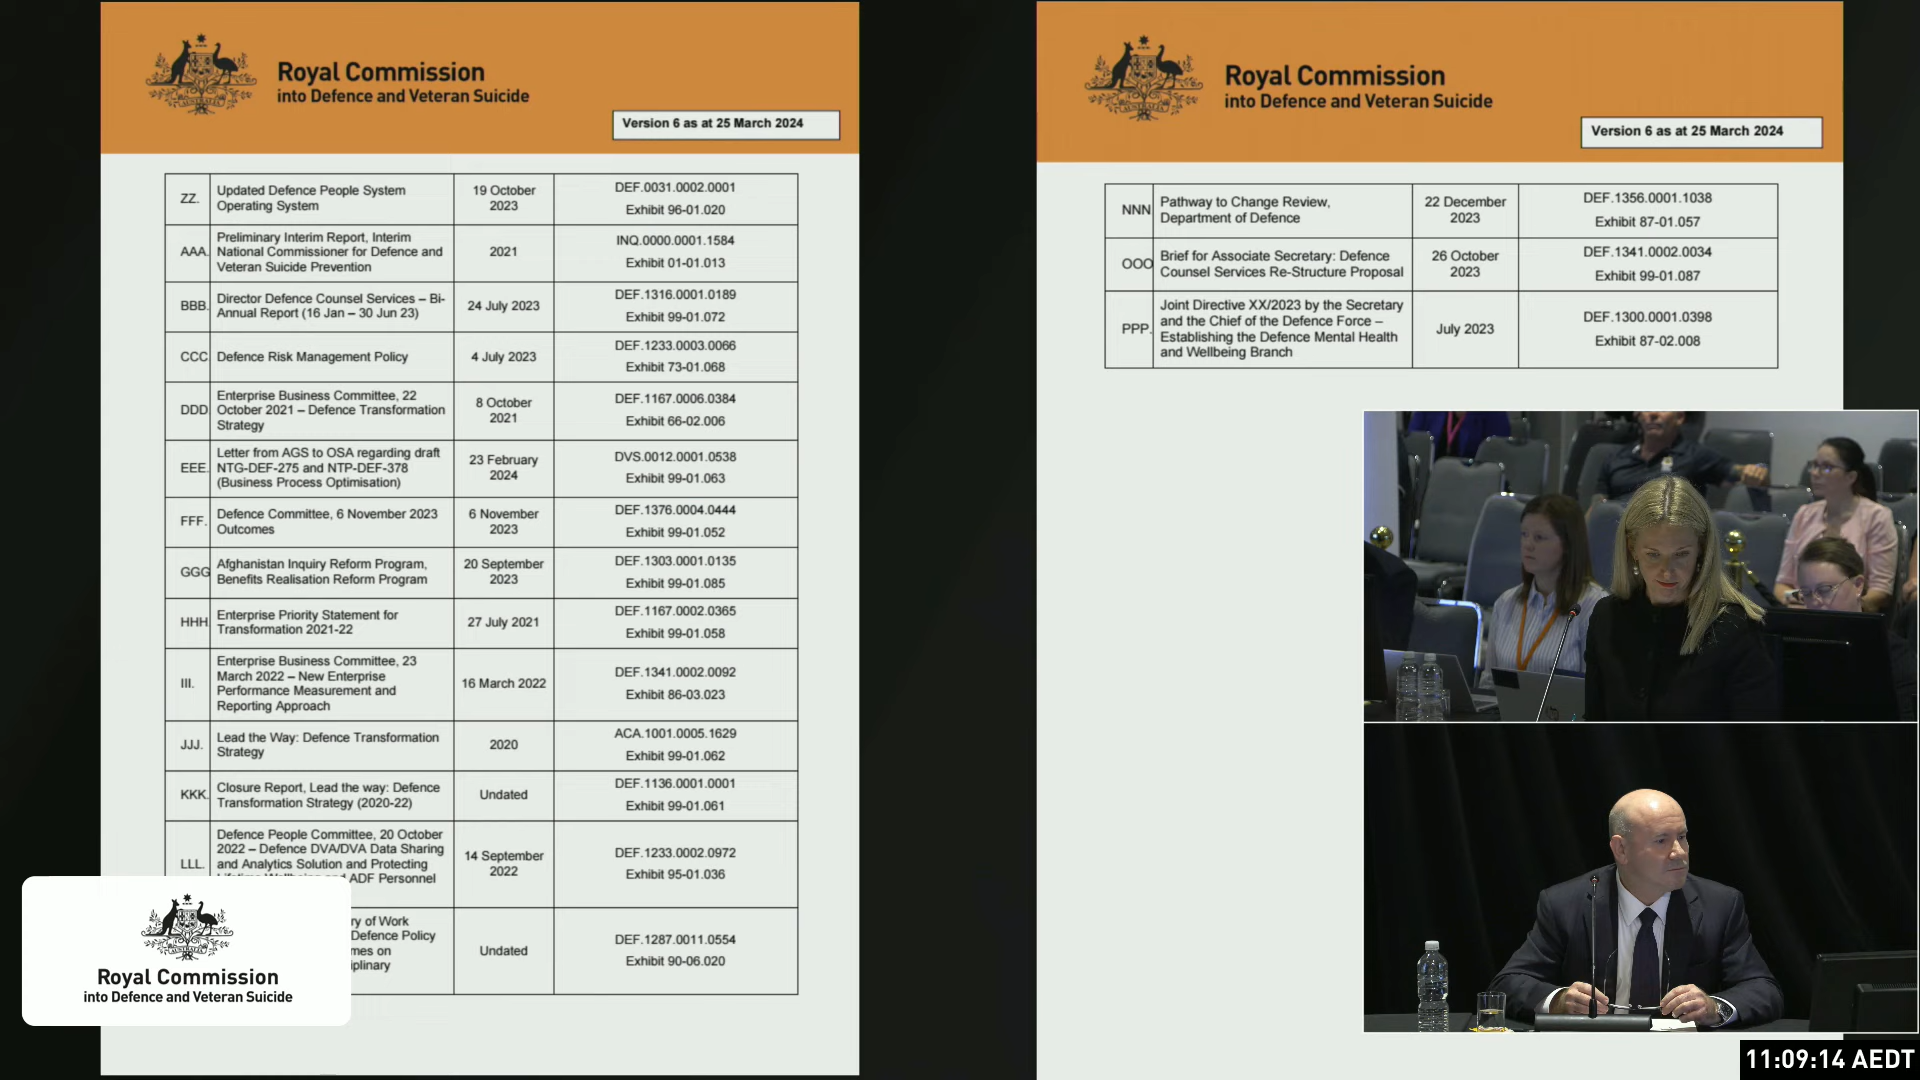 Royal Commission
into Defence and Veteran Suicide
Version 6 as at 25 March 2024
ZZ.
Updated Defence People System
Operating System
19 October
2023
DEF.0031.0002.0001
Exhibit 96-01.020
AAA.
Preliminary Interim Report, Interim
National Commissioner for Defence and
Veteran Suicide Prevention
2021
INQ.0000.0001.1584
Exhibit 01-01.013
BBB.
Director Defence Counsel Services – Bi-
Annual Report (16 Jan – 30 Jun 23)
24 July 2023
DEF.1316.0001.0189
Exhibit 99-01.072
CCC
Defence Risk Management Policy
4 July 2023
DEF.1233.0003.0066
Exhibit 73-01.068
DDD
Enterprise Business Committee, 22
October 2021 – Defence Transformation
Strategy
8 October
2021
DEF.1167.0006.0384
Exhibit 66-02.006
EEE.
Letter from AGS to OSA regarding draft
NTG-DEF-275 and NTP-DEF-378
(Business Process Optimisation)
23 February
2024
DVS.0012.0001.0538
Exhibit 99-01.063
FFF.
Defence Committee, 6 November 2023
Outcomes
6 November
2023
DEF.1376.0004.0444
Exhibit 99-01.052
GGG
Afghanistan Inquiry Reform Program,
Benefits Realisation Reform Program
20 September
2023
DEF.1303.0001.0135
Exhibit 99-01.085
HHH
Enterprise Priority Statement for
Transformation 2021-22
27 July 2021
DEF.1167.0002.0365
Exhibit 99-01.058
III.
Enterprise Business Committee, 23
March 2022 – New Enterprise
Performance Measurement and
Reporting Approach
16 March 2022
DEF.1341.0002.0092
Exhibit 86-03.023
JJJ.
Lead the Way: Defence Transformation
Strategy
2020
ACA.1001.0005.1629
Exhibit 99-01.062
KKK.
Closure Report, Lead the way: Defence
Transformation Strategy (2020-22)
Undated
DEF.1136.0001.0001
Exhibit 99-01.061
LLL.
Defence People Committee, 20 October
2022 – Defence DVA/DVA Data Sharing
and Analytics Solution and Protecting
ADF Personnel
14 September
2022
DEF.1233.0002.0972
Exhibit 95-01.036
ry of Work
Defence Policy
mes on
iplinary
Undated
DEF.1287.0011.0554
Exhibit 90-06.020
Royal Commission
into Defence and Veteran Suicide
Royal Commission
into Defence and Veteran Suicide
Version 6 as at 25 March 2024
NNN
Pathway to Change Review,
Department of Defence
22 December
2023
DEF.1356.0001.1038
Exhibit 87-01.057
OOO
Brief for Associate Secretary: Defence
Counsel Services Re-Structure Proposal
26 October
2023
DEF.1341.0002.0034
Exhibit 99-01.087
PPP.
Joint Directive XX/2023 by the Secretary
and the Chief of the Defence Force –
Establishing the Defence Mental Health
and Wellbeing Branch
July 2023
DEF.1300.0001.0398
Exhibit 87-02.008
11:09:14 AEDT